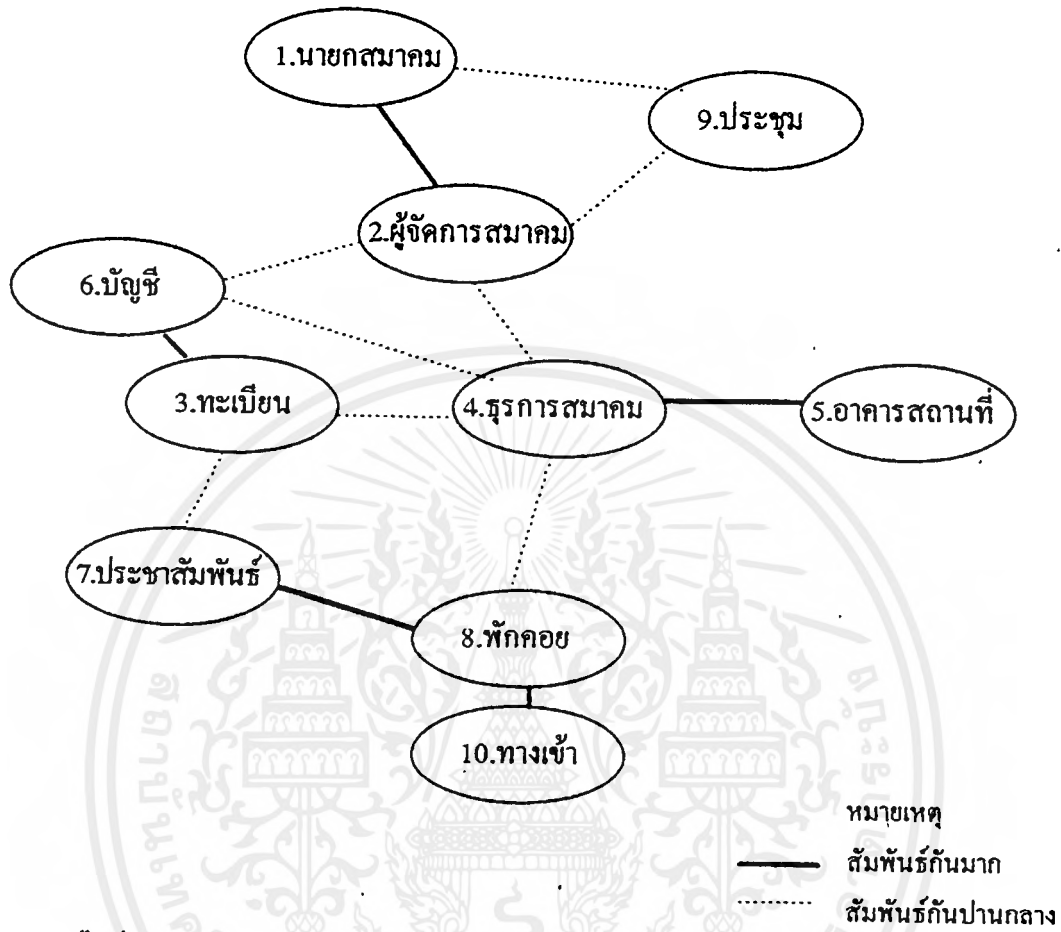 1.นายกสมาคม
9.ประชุม
2.ผู้จัดการสมาคม
6.บัญชี
3.ทะเบียน
4.ธุรการสมาคม
5.อาคารสถานที่
7.ประชาสัมพันธ์
8.พักคอย
10.ทางเข้า
หมายเหตุ
สัมพันธ์กันมาก
สัมพันธ์กันปานกลาง